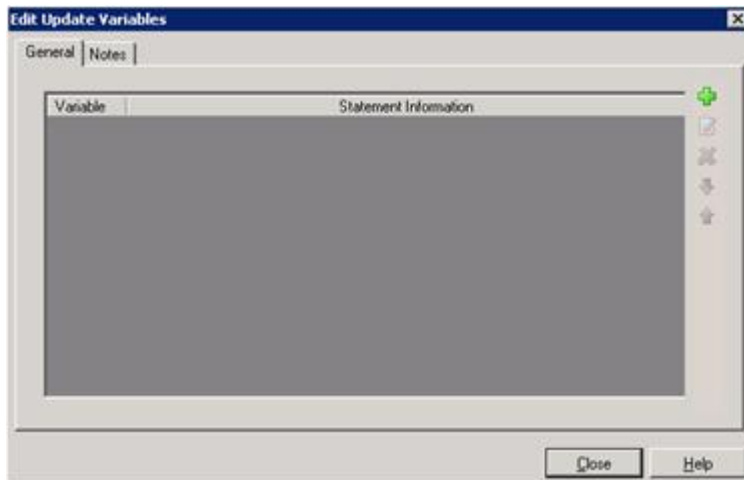 Edit Update Variables
General Notes
Variable Statement Information
Close Help